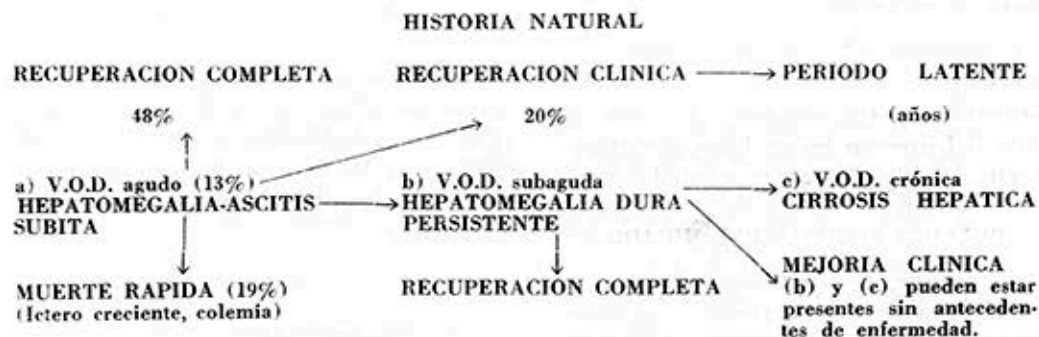 HISTORIA NATURAL
RECUPERACION COMPLETA
RECUPERACION CLINICA
PERIODO LATENTE
48%
20%
(años)
a) V.O.D. agudo (13%)
HEPATOMEGALIA-ASCITIS
SUBITA
b) V.O.D. subaguda
HEPATOMEGALIA DURA
PERSISTENTE
c) V.O.D. crónica
CIRROSIS HEPATICA
MUERTE RAPIDA (19%)
(Ictero creciente, colemia)
RECUPERACION COMPLETA
MEJORIA CLINICA
(b) y (c) pueden estar
presentes sin anteceden-
tes de enfermedad.